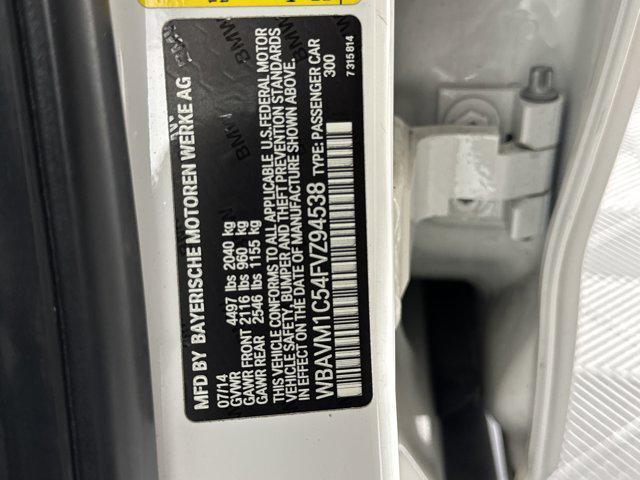 MFD BY BAYERISCHE MOTOREN WERKE AG
07/14
GVWR 4497 lbs 2040 kg
GAWR FRONT 2116 lbs 960 kg
GAWR REAR 2546 lbs 1155 kg
THIS VEHICLE CONFORMS TO ALL APPLICABLE U.S. FEDERAL MOTOR
VEHICLE SAFETY, BUMPER AND THEFT PREVENTION STANDARDS
IN EFFECT ON THE DATE OF MANUFACTURE SHOWN ABOVE.
WBAVM1C54FVZ94538 TYPE: PASSENGER CAR
300
7 315 814
BMW
BMW
BMW